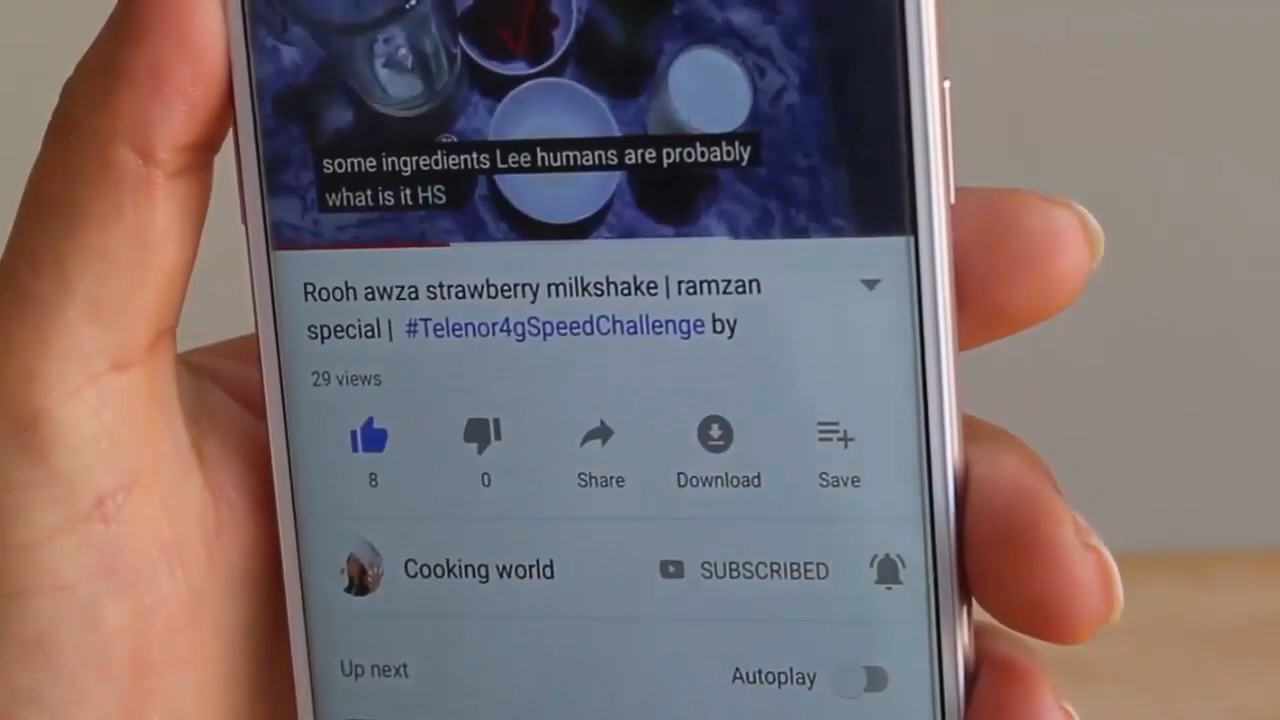 some ingredients Lee humans are probably
what is it HS
Rooh awza strawberry milkshake | ramzan
special | #Telenor4gSpeedChallenge by
29 views
8
0
Share
Download
Save
Cooking world
SUBSCRIBED
Up next
Autoplay